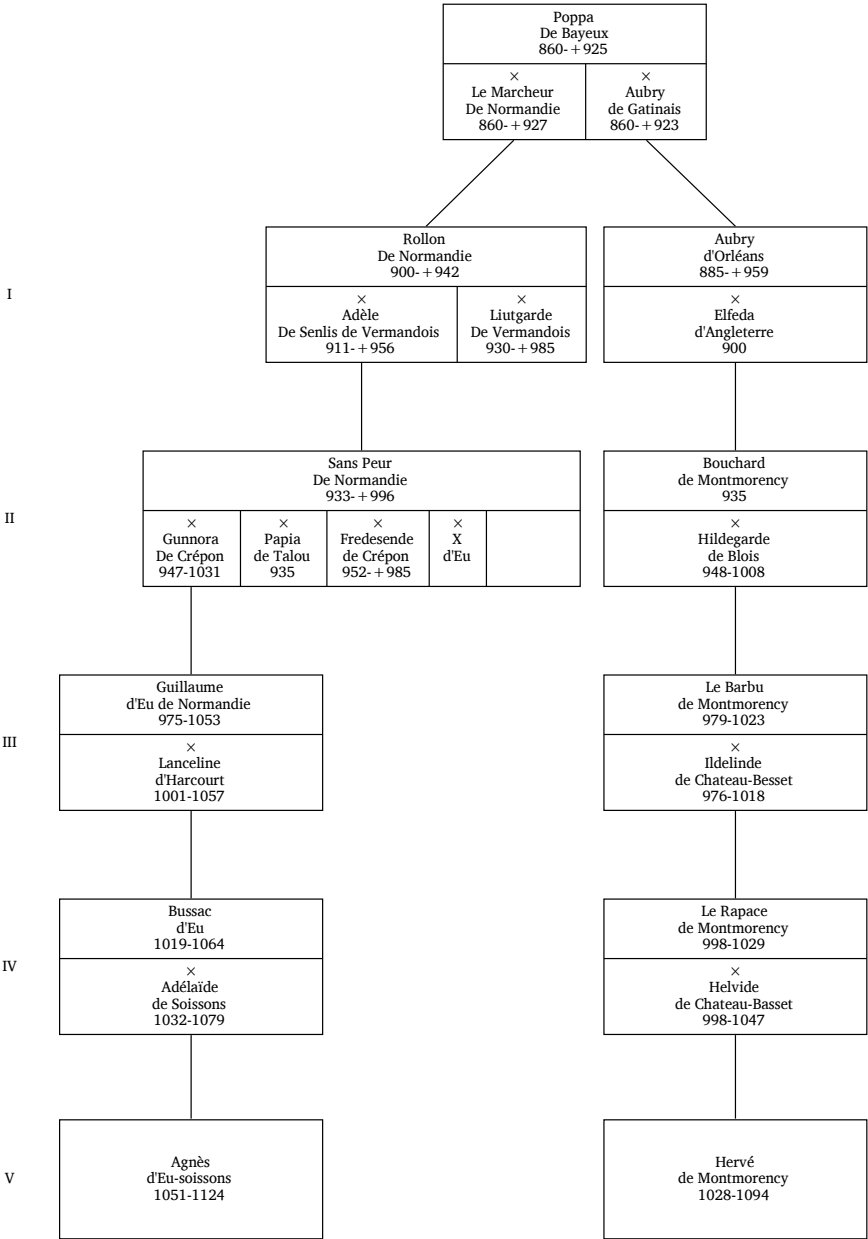 Poppa
De Bayeux
860-+925
×
Le Marcheur
De Normandie
860-+927
×
Aubry
de Gatinais
860-+923
I
Rollon
De Normandie
900-+942
×
Adèle
De Senlis de Vermandois
911-+956
×
Liutgarde
De Vermandois
930-+985
Aubry
d'Orléans
885-+959
×
Elfeda
d'Angleterre
900
II
Sans Peur
De Normandie
933-+996
×
Gunnora
De Crépon
947-1031
×
Papia
de Talou
935
×
Fredesende
de Crépon
952-+985
×
X
d'Eu
Bouchard
de Montmorency
935
×
Hildegarde
de Blois
948-1008
III
Guillaume
d'Eu de Normandie
975-1053
×
Lanceline
d'Harcourt
1001-1057
Le Barbu
de Montmorency
979-1023
×
Ildelinde
de Chateau-Besset
976-1018
IV
Bussac
d'Eu
1019-1064
×
Adélaïde
de Soissons
1032-1079
Le Rapace
de Montmorency
998-1029
×
Helvide
de Chateau-Basset
998-1047
V
Agnès
d'Eu-soissons
1051-1124
Hervé
de Montmorency
1028-1094